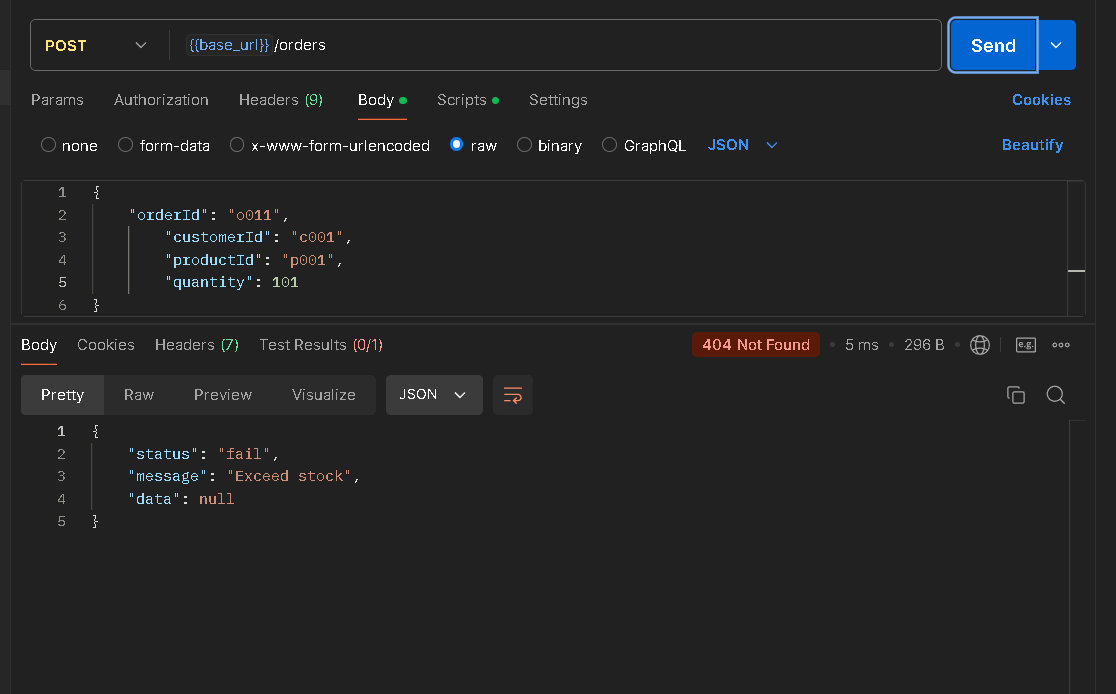 POST {{base_url}} /orders Send
Params Authorization Headers (9) Body Scripts Settings Cookies
none form-data x-www-form-urlencoded raw binary GraphQL JSON Beautify
1 {
2 "orderId": "o011",
3 "customerId": "c001",
4 "productId": "p001",
5 "quantity": 101
6 }
Body Cookies Headers (7) Test Results (0/1) 404 Not Found 5 ms 296 B e.g.
Pretty Raw Preview Visualize JSON
1 {
2 "status": "fail",
3 "message": "Exceed stock",
4 "data": null
5 }